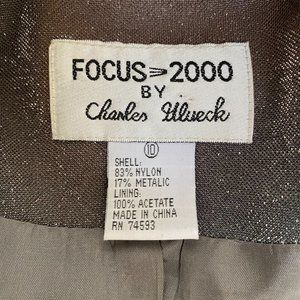 FOCUS 2000
BY
Charles Glueck
10
SHELL:
83% NYLON
17% METALIC
LINING:
100% ACETATE
MADE IN CHINA
RN 74593